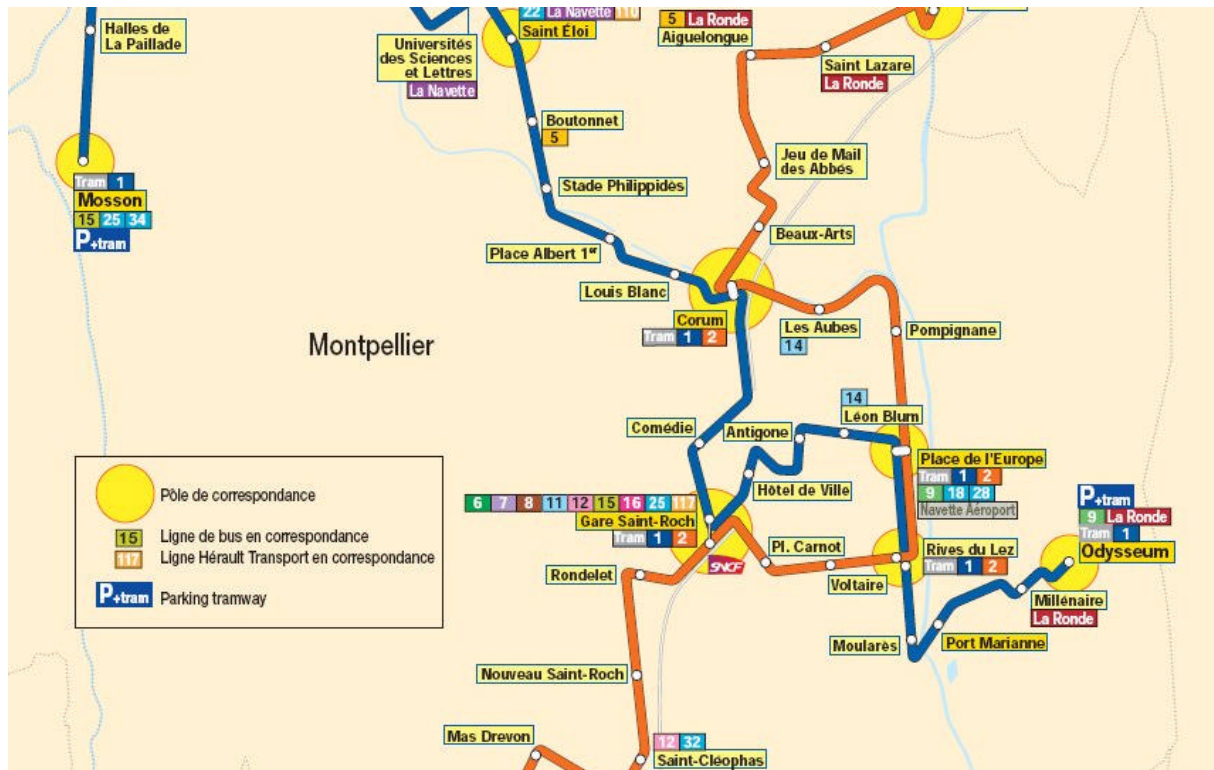 Halles de
La Paillade
Tram 1
Mosson
15 25 34
P+tram
Universités
des Sciences
et Lettres
La Navette
22 La Navette 110
Saint Éloi
Boutonnet
5
Stade Philippidès
Place Albert 1er
Louis Blanc
Corum
Tram 1 2
5 La Ronde
Aiguelongue
Saint Lazare
La Ronde
Jeu de Mail
des Abbés
Beaux-Arts
Les Aubes
14
Pompignane
Montpellier
14
Léon Blum
Comédie
Antigone
Place de l'Europe
Tram 1 2
9 18 28
Navette Aéroport
Hôtel de Ville
6 7 8 11 12 15 16 25 117
Gare Saint-Roch
Tram 1 2
SNCF
Pl. Carnot
Voltaire
Rives du Lez
Tram 1 2
P+tram
9 La Ronde
Tram 1
Odysseum
Millénaire
La Ronde
Port Marianne
Moularès
Rondelet
Nouveau Saint-Roch
Mas Drevon
12 32
Saint-Cléophas
Pôle de correspondance
15 Ligne de bus en correspondance
117 Ligne Hérault Transport en correspondance
P+tram Parking tramway